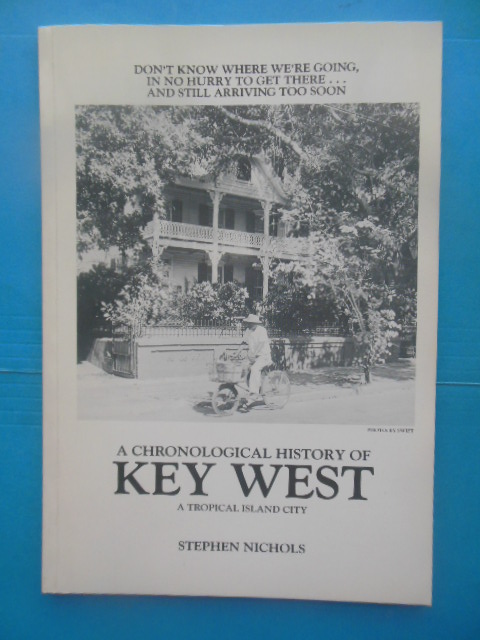 DON'T KNOW WHERE WE'RE GOING,
IN NO HURRY TO GET THERE . . .
AND STILL ARRIVING TOO SOON
A CHRONOLOGICAL HISTORY OF
KEY WEST
A TROPICAL ISLAND CITY
STEPHEN NICHOLS